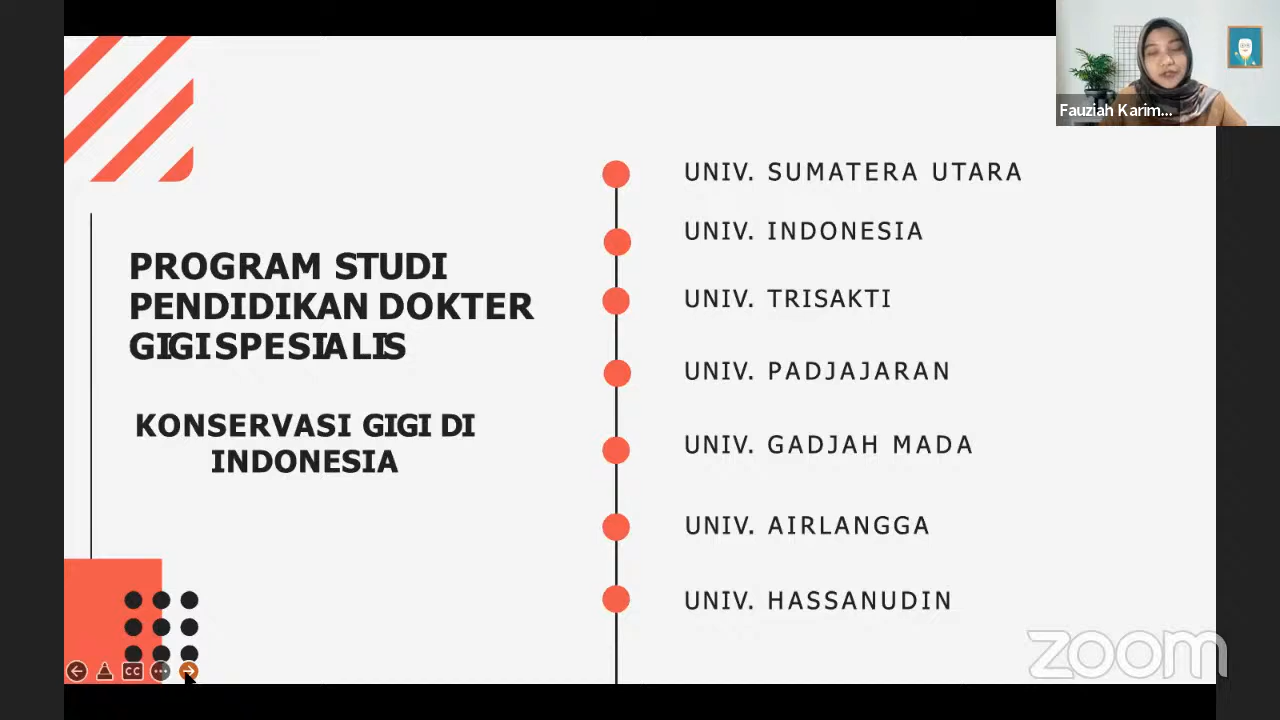 Fauziah Karim...
PROGRAM STUDI
PENDIDIKAN DOKTER
GIGI SPESIALIS
KONSERVASI GIGI DI
INDONESIA
UNIV. SUMATERA UTARA
UNIV. INDONESIA
UNIV. TRISAKTI
UNIV. PADJAJARAN
UNIV. GADJAH MADA
UNIV. AIRLANGGA
UNIV. HASSANUDIN
CC
zoom